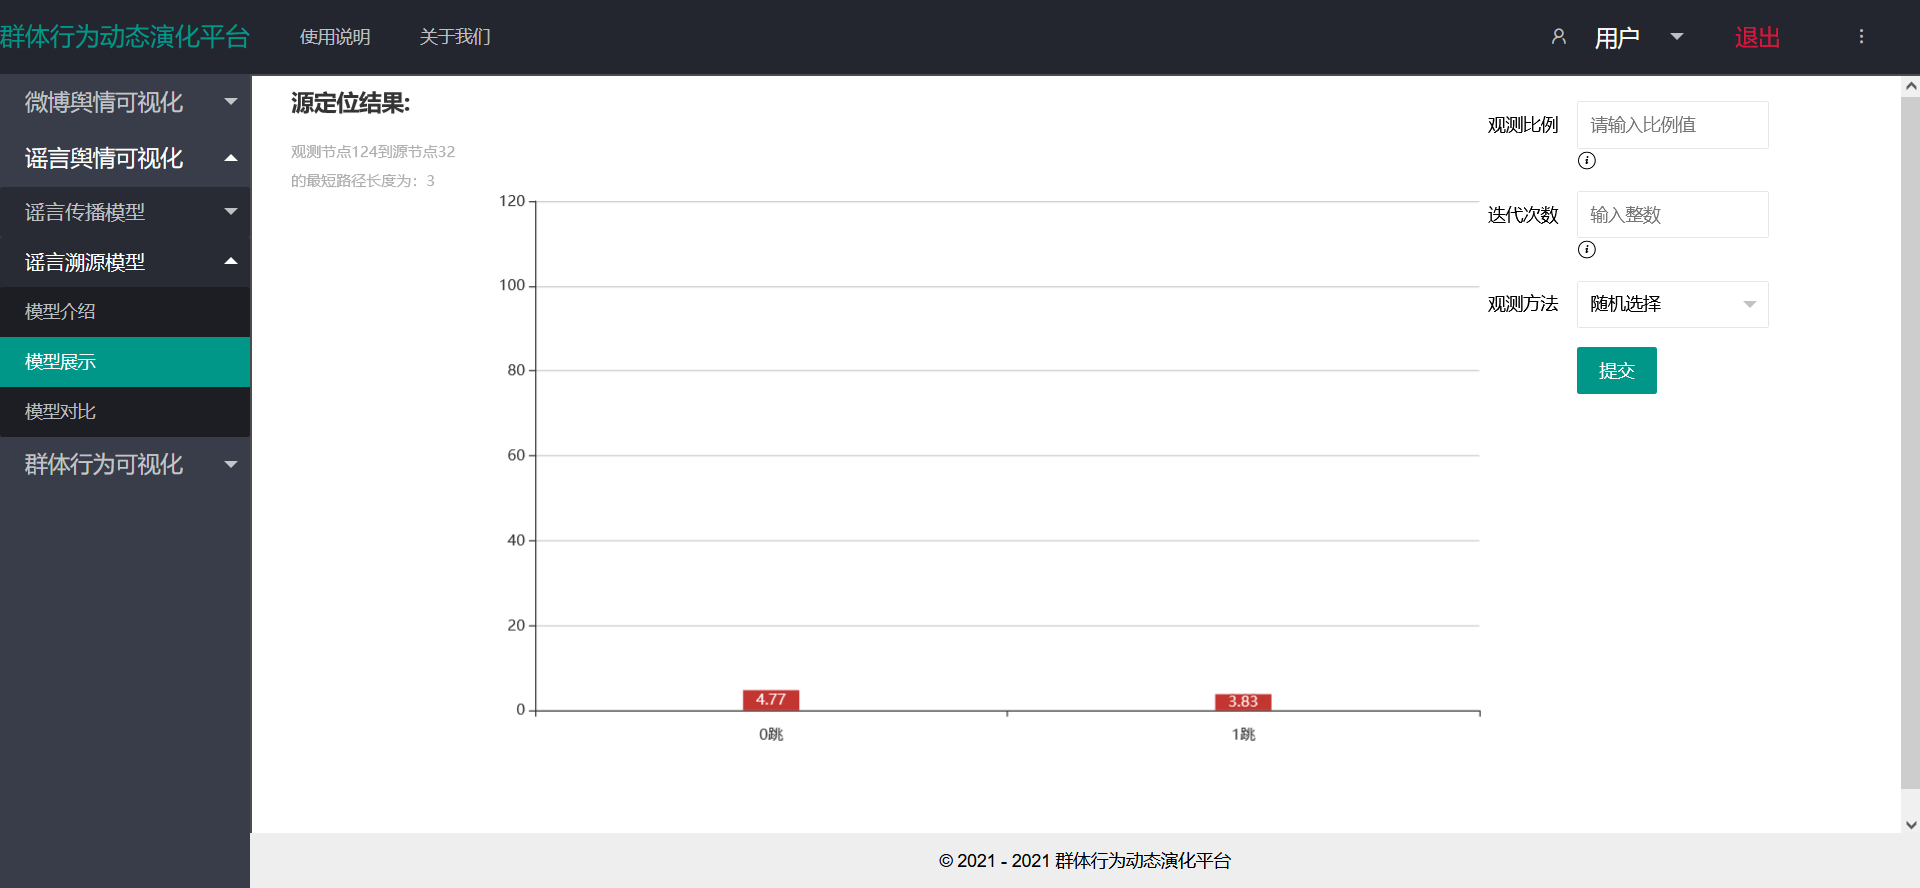 群体行为动态演化平台
使用说明
关于我们
用户
退出
微博舆情可视化
谣言舆情可视化
谣言传播模型
谣言溯源模型
模型介绍
模型展示
模型对比
群体行为可视化
源定位结果:
观测节点124到源节点32
的最短路径长度为：3
120
100
80
60
40
20
0
4.77
3.83
0跳
1跳
观测比例
请输入比例值
迭代次数
输入整数
观测方法
随机选择
提交
© 2021 - 2021 群体行为动态演化平台